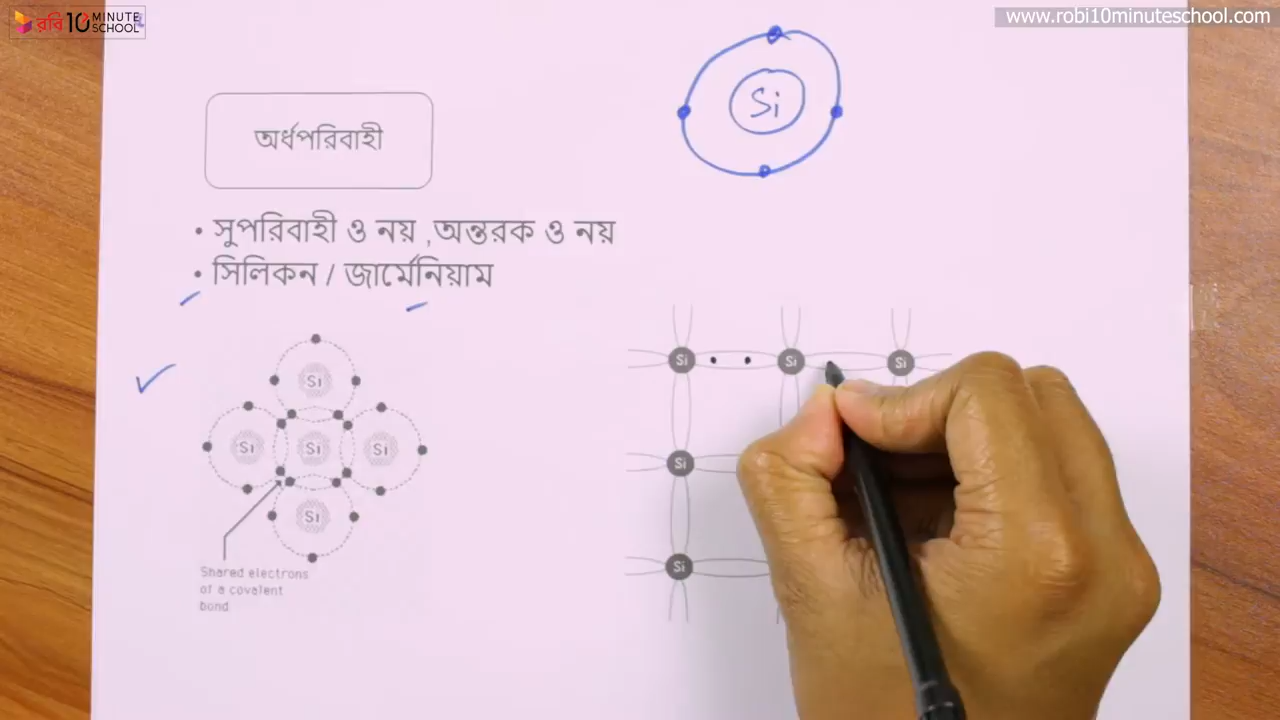 রবি 10 MINUTE SCHOOL
www.robi10minuteschool.com
Si
অর্ধপরিবাহী
• সুপরিবাহী ও নয় ,অন্তরক ও নয়
• সিলিকন / জার্মেনিয়াম
Si Si Si
Si
Si Si Si
Si
Si
Si
Shared electrons
of a covalent
bond